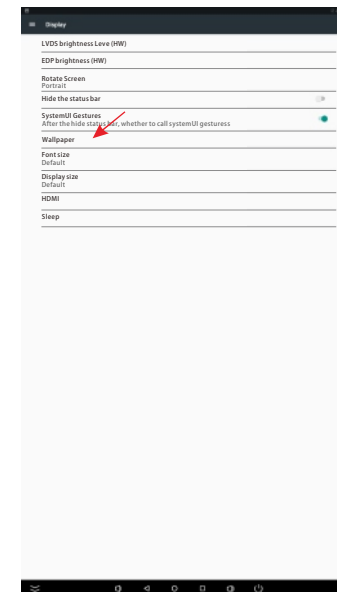 Display
LVDS brightness Leve (HW)
EDP brightness (HW)
Rotate Screen
Portrait
Hide the status bar
SystemUI Gestures
After the hide status bar, whether to call systemUI gesturess
Wallpaper
Font size
Default
Display size
Default
HDMI
Sleep